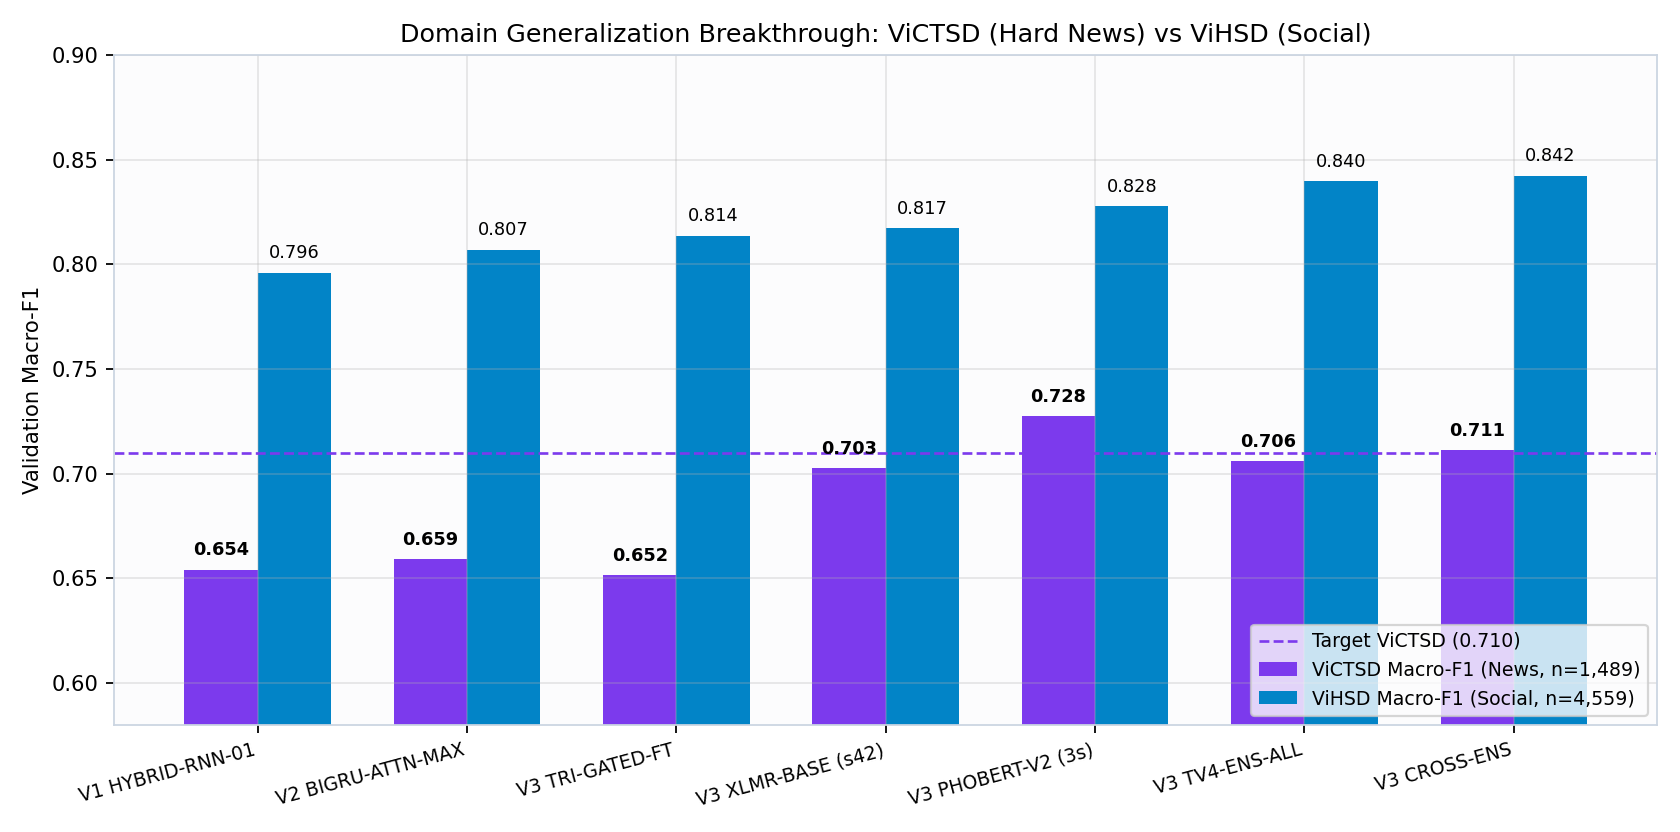 Domain Generalization Breakthrough: ViCTSD (Hard News) vs ViHSD (Social)
Validation Macro-F1
0.90
0.85
0.80
0.75
0.70
0.65
0.60
0.654
0.796
0.659
0.807
0.652
0.814
0.703
0.817
0.728
0.828
0.706
0.840
0.711
0.842
Target ViCTSD (0.710)
ViCTSD Macro-F1 (News, n=1,489)
ViHSD Macro-F1 (Social, n=4,559)
V1 HYBRID-RNN-01
V2 BIGRU-ATTN-MAX
V3 TRI-GATED-FT
V3 XLMR-BASE (s42)
V3 PHOBERT-V2 (3s)
V3 TV4-ENS-ALL
V3 CROSS-ENS